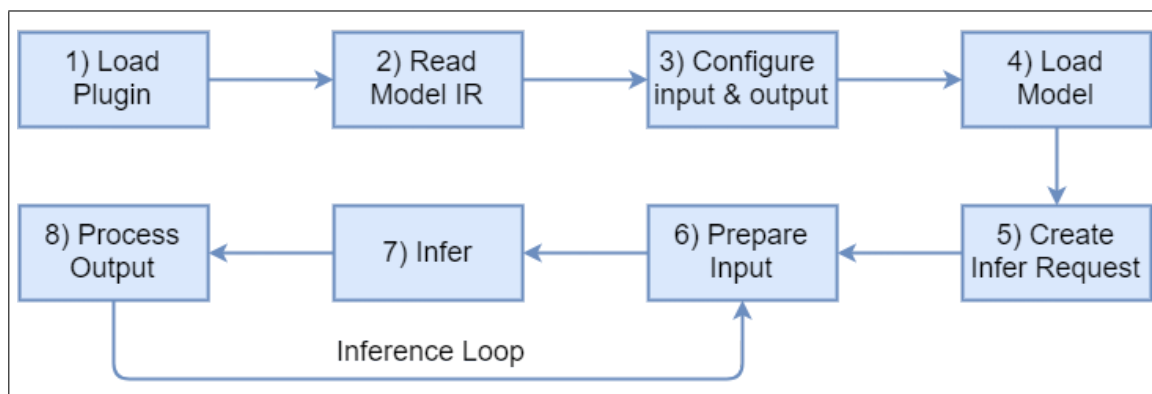 1) Load
Plugin
2) Read
Model IR
3) Configure
input & output
4) Load
Model
5) Create
Infer Request
6) Prepare
Input
7) Infer
8) Process
Output
Inference Loop